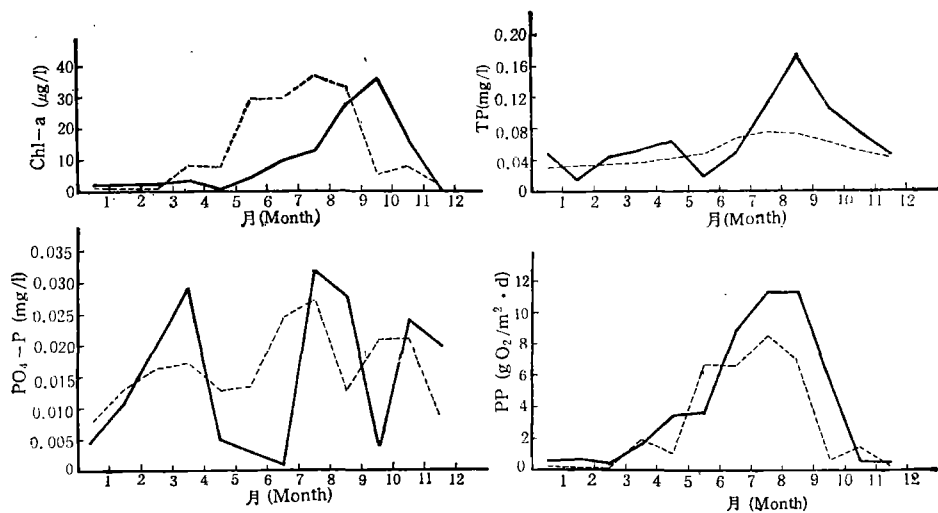 Chl-a (μg/l)
40
30
20
10
0
1 2 3 4 5 6 7 8 9 10 11 12
月(Month)
TP(mg/l)
0.20
0.16
0.12
0.08
0.04
0
1 2 3 4 5 6 7 8 9 10 11 12
月(Month)
PO₄-P (mg/l)
0.035
0.030
0.025
0.020
0.015
0.010
0.005
0
1 2 3 4 5 6 7 8 9 10 11 12
月(Month)
PP (g O₂/m²·d)
12
10
8
6
4
2
0
1 2 3 4 5 6 7 8 9 10 11 12
月(Month)